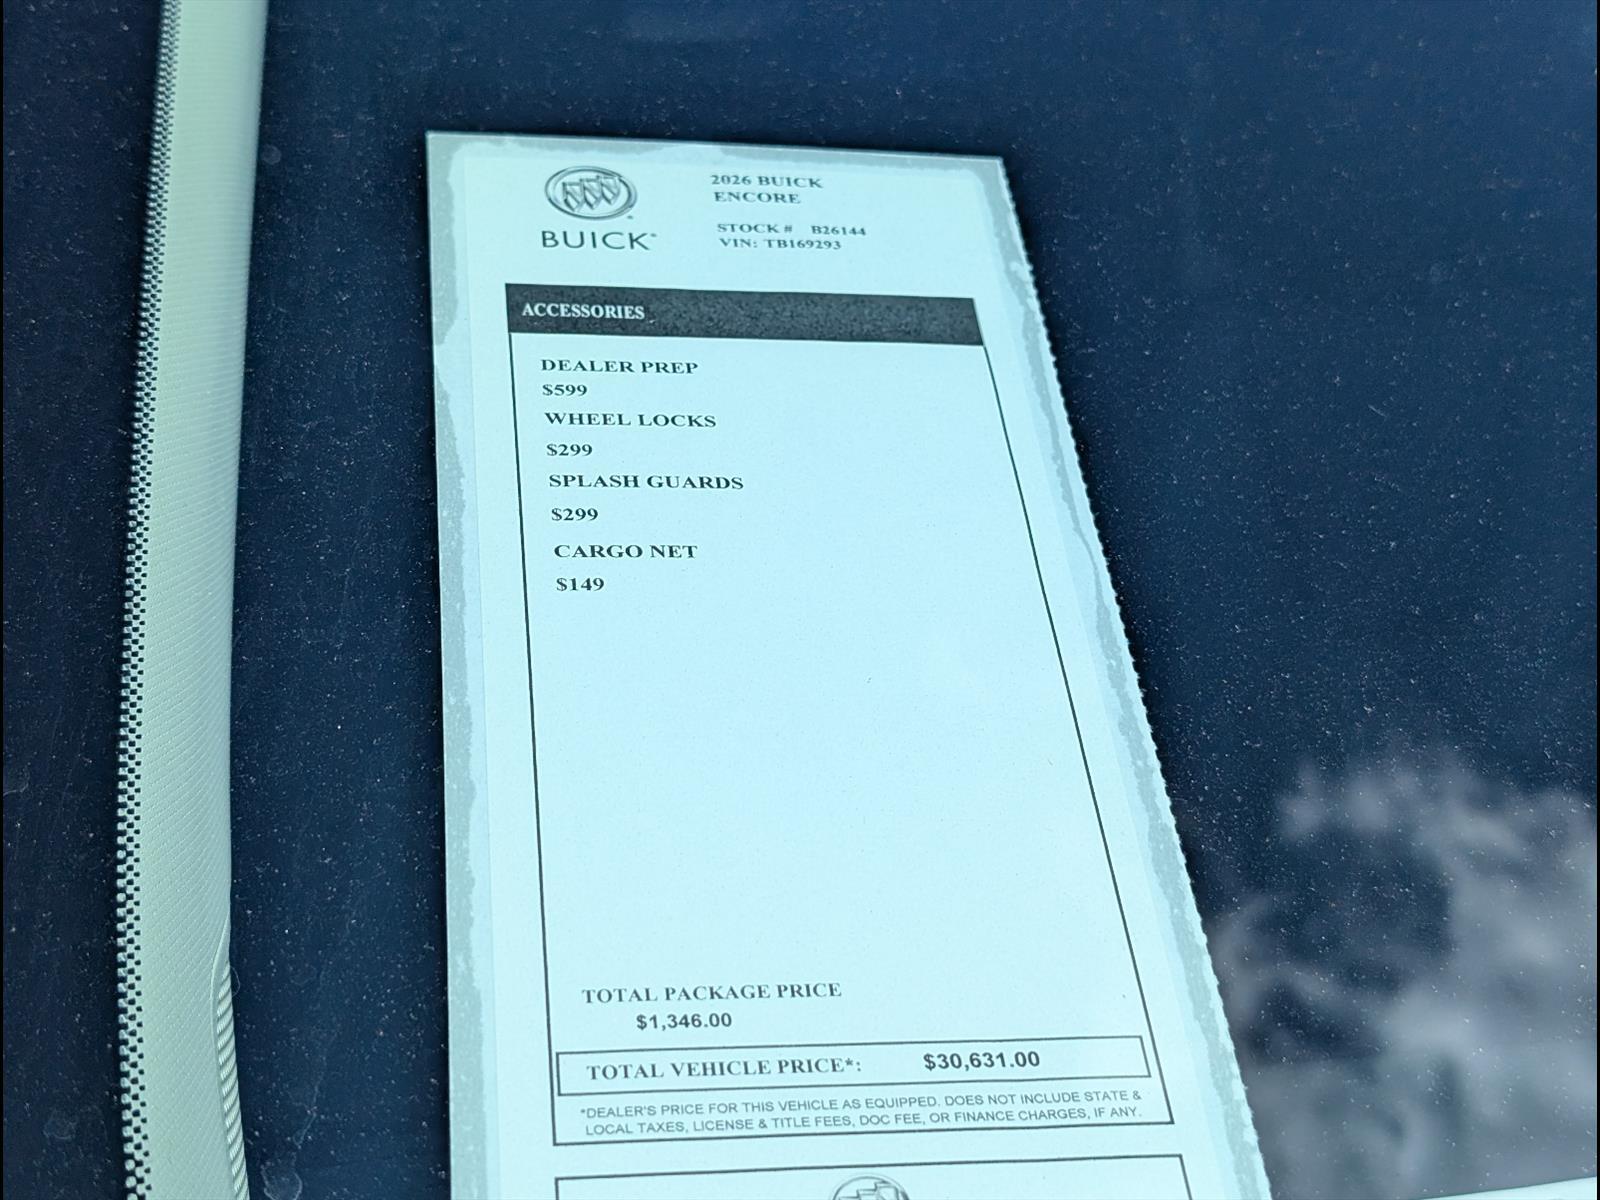 2026 BUICK
ENCORE
BUICK
STOCK # B26144
VIN: TB169293
ACCESSORIES
DEALER PREP
$599
WHEEL LOCKS
$299
SPLASH GUARDS
$299
CARGO NET
$149
TOTAL PACKAGE PRICE
$1,346.00
TOTAL VEHICLE PRICE*: $30,631.00
*DEALER'S PRICE FOR THIS VEHICLE AS EQUIPPED. DOES NOT INCLUDE STATE &
LOCAL TAXES, LICENSE & TITLE FEES, DOC FEE, OR FINANCE CHARGES, IF ANY.